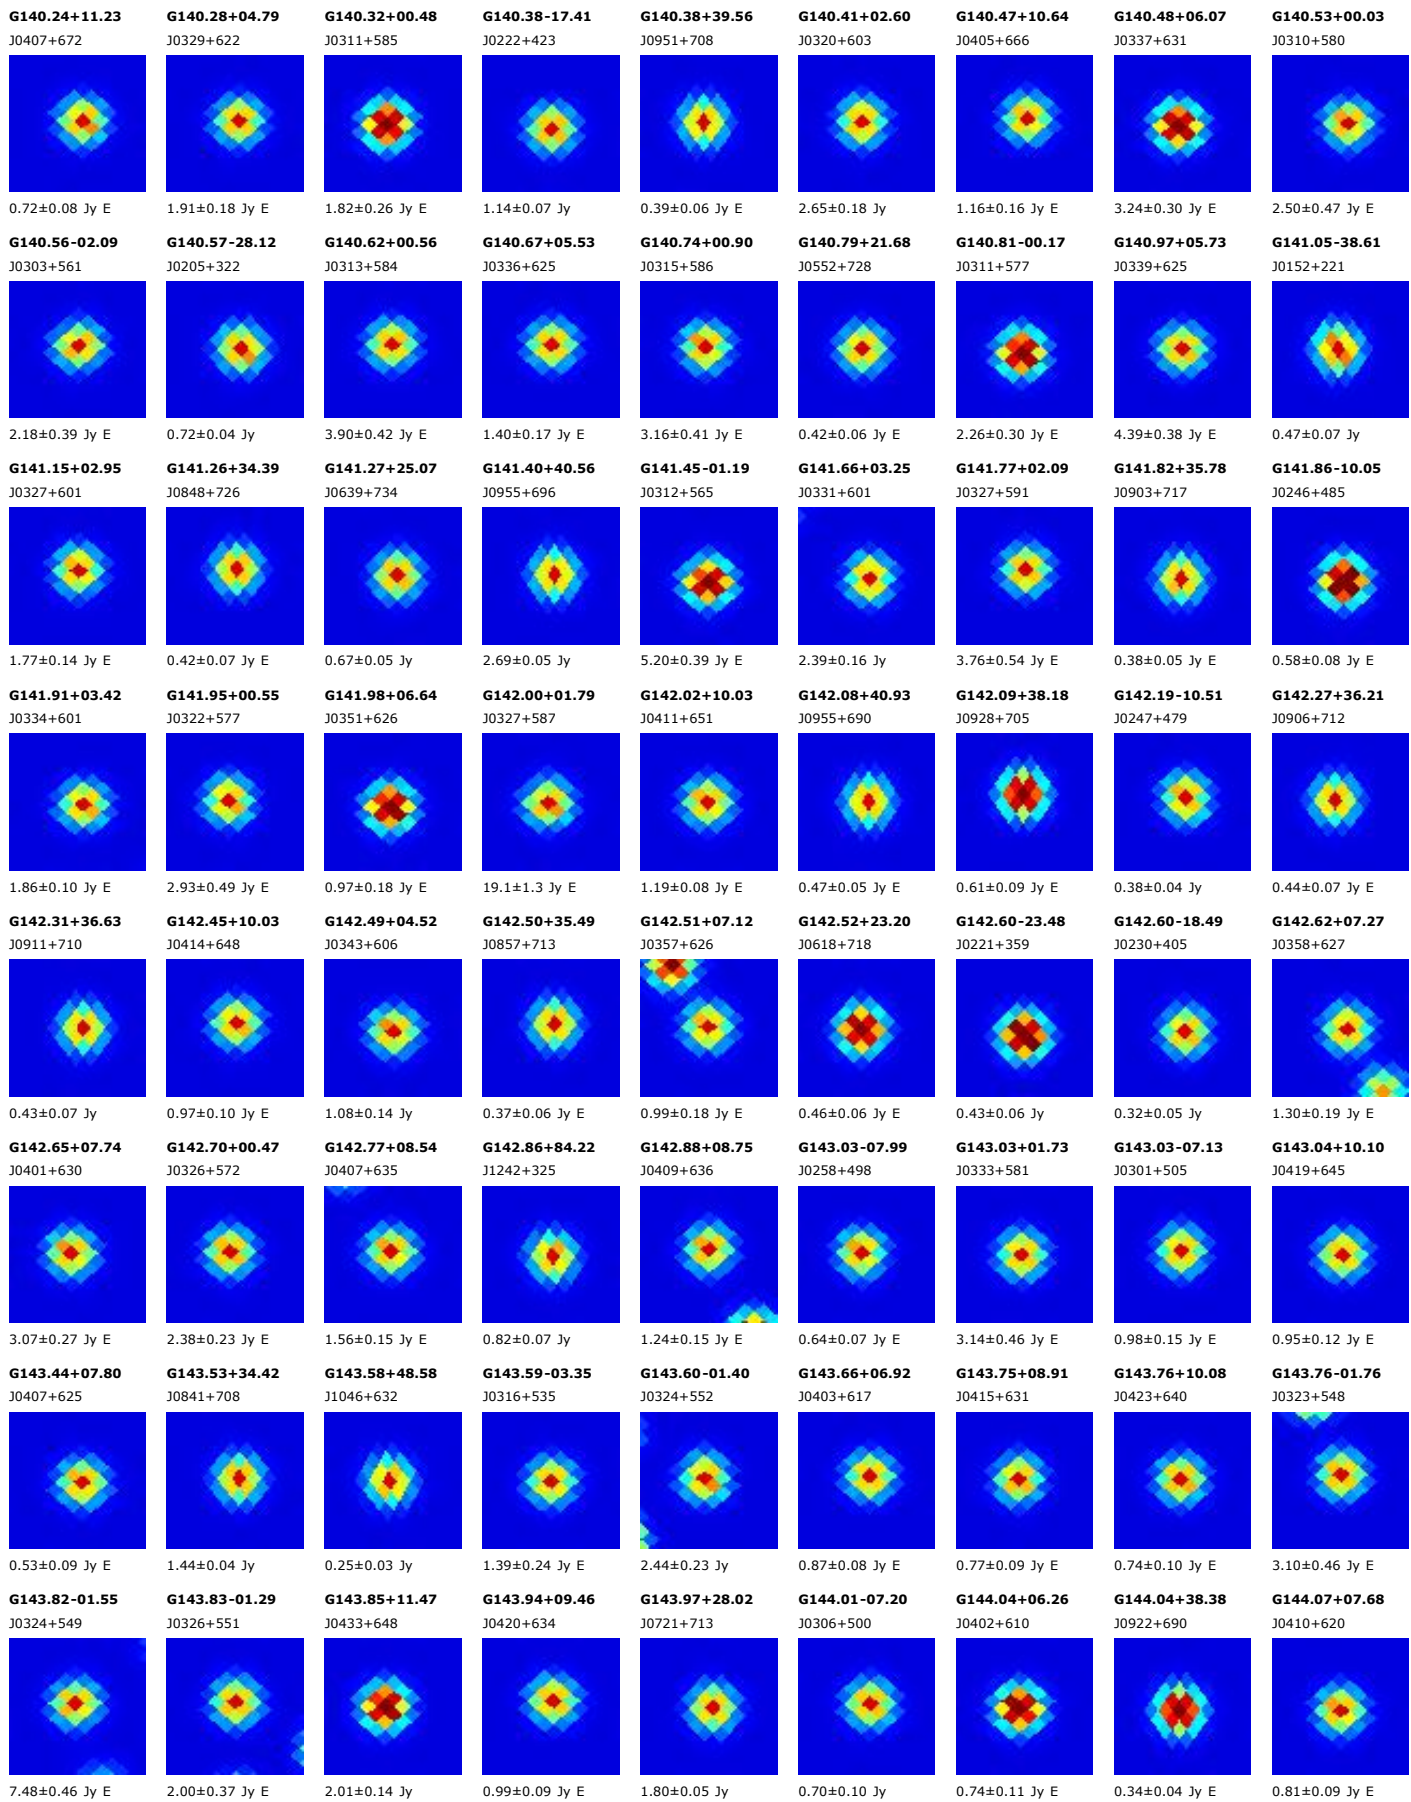 G140.24+11.23 G140.28+04.79 G140.32+00.48 G140.38-17.41 G140.38+39.56 G140.41+02.60 G140.47+10.64 G140.48+06.07 G140.53+00.03
J0407+672 J0329+622 J0311+585 J0222+423 J0951+708 J0320+603 J0405+666 J0337+631 J0310+580
0.72±0.08 Jy E 1.91±0.18 Jy E 1.82±0.26 Jy E 1.14±0.07 Jy 0.39±0.06 Jy E 2.65±0.18 Jy 1.16±0.16 Jy E 3.24±0.30 Jy E 2.50±0.47 Jy E
G140.56-02.09 G140.57-28.12 G140.62+00.56 G140.67+05.53 G140.74+00.90 G140.79+21.68 G140.81-00.17 G140.97+05.73 G141.05-38.61
J0303+561 J0205+322 J0313+584 J0336+625 J0315+586 J0552+728 J0311+577 J0339+625 J0152+221
2.18±0.39 Jy E 0.72±0.04 Jy 3.90±0.42 Jy E 1.40±0.17 Jy E 3.16±0.41 Jy E 0.42±0.06 Jy E 2.26±0.30 Jy E 4.39±0.38 Jy E 0.47±0.07 Jy
G141.15+02.95 G141.26+34.39 G141.27+25.07 G141.40+40.56 G141.45-01.19 G141.66+03.25 G141.77+02.09 G141.82+35.78 G141.86-10.05
J0327+601 J0848+726 J0639+734 J0955+696 J0312+565 J0331+601 J0327+591 J0903+717 J0246+485
1.77±0.14 Jy E 0.42±0.07 Jy E 0.67±0.05 Jy 2.69±0.05 Jy 5.20±0.39 Jy E 2.39±0.16 Jy 3.76±0.54 Jy E 0.38±0.05 Jy E 0.58±0.08 Jy E
G141.91+03.42 G141.95+00.55 G141.98+06.64 G142.00+01.79 G142.02+10.03 G142.08+40.93 G142.09+38.18 G142.19-10.51 G142.27+36.21
J0334+601 J0322+577 J0351+626 J0327+587 J0411+651 J0955+690 J0928+705 J0247+479 J0906+712
1.86±0.10 Jy E 2.93±0.49 Jy E 0.97±0.18 Jy E 19.1±1.3 Jy E 1.19±0.08 Jy E 0.47±0.05 Jy E 0.61±0.09 Jy E 0.38±0.04 Jy 0.44±0.07 Jy E
G142.31+36.63 G142.45+10.03 G142.49+04.52 G142.50+35.49 G142.51+07.12 G142.52+23.20 G142.60-23.48 G142.60-18.49 G142.62+07.27
J0911+710 J0414+648 J0343+606 J0857+713 J0357+626 J0618+718 J0221+359 J0230+405 J0358+627
0.43±0.07 Jy 0.97±0.10 Jy E 1.08±0.14 Jy 0.37±0.06 Jy E 0.99±0.18 Jy E 0.46±0.06 Jy E 0.43±0.06 Jy 0.32±0.05 Jy 1.30±0.19 Jy E
G142.65+07.74 G142.70+00.47 G142.77+08.54 G142.86+84.22 G142.88+08.75 G143.03-07.99 G143.03+01.73 G143.03-07.13 G143.04+10.10
J0401+630 J0326+572 J0407+635 J1242+325 J0409+636 J0258+498 J0333+581 J0301+505 J0419+645
3.07±0.27 Jy E 2.38±0.23 Jy E 1.56±0.15 Jy E 0.82±0.07 Jy 1.24±0.15 Jy E 0.64±0.07 Jy E 3.14±0.46 Jy E 0.98±0.15 Jy E 0.95±0.12 Jy E
G143.44+07.80 G143.53+34.42 G143.58+48.58 G143.59-03.35 G143.60-01.40 G143.66+06.92 G143.75+08.91 G143.76+10.08 G143.76-01.76
J0407+625 J0841+708 J1046+632 J0316+535 J0324+552 J0403+617 J0415+631 J0423+640 J0323+548
0.53±0.09 Jy E 1.44±0.04 Jy 0.25±0.03 Jy 1.39±0.24 Jy E 2.44±0.23 Jy 0.87±0.08 Jy E 0.77±0.09 Jy E 0.74±0.10 Jy E 3.10±0.46 Jy E
G143.82-01.55 G143.83-01.29 G143.85+11.47 G143.94+09.46 G143.97+28.02 G144.01-07.20 G144.04+06.26 G144.04+38.38 G144.07+07.68
J0324+549 J0326+551 J0433+648 J0420+634 J0721+713 J0306+500 J0402+610 J0922+690 J0410+620
7.48±0.46 Jy E 2.00±0.37 Jy E 2.01±0.14 Jy 0.99±0.09 Jy E 1.80±0.05 Jy 0.70±0.10 Jy 0.74±0.11 Jy E 0.34±0.04 Jy E 0.81±0.09 Jy E